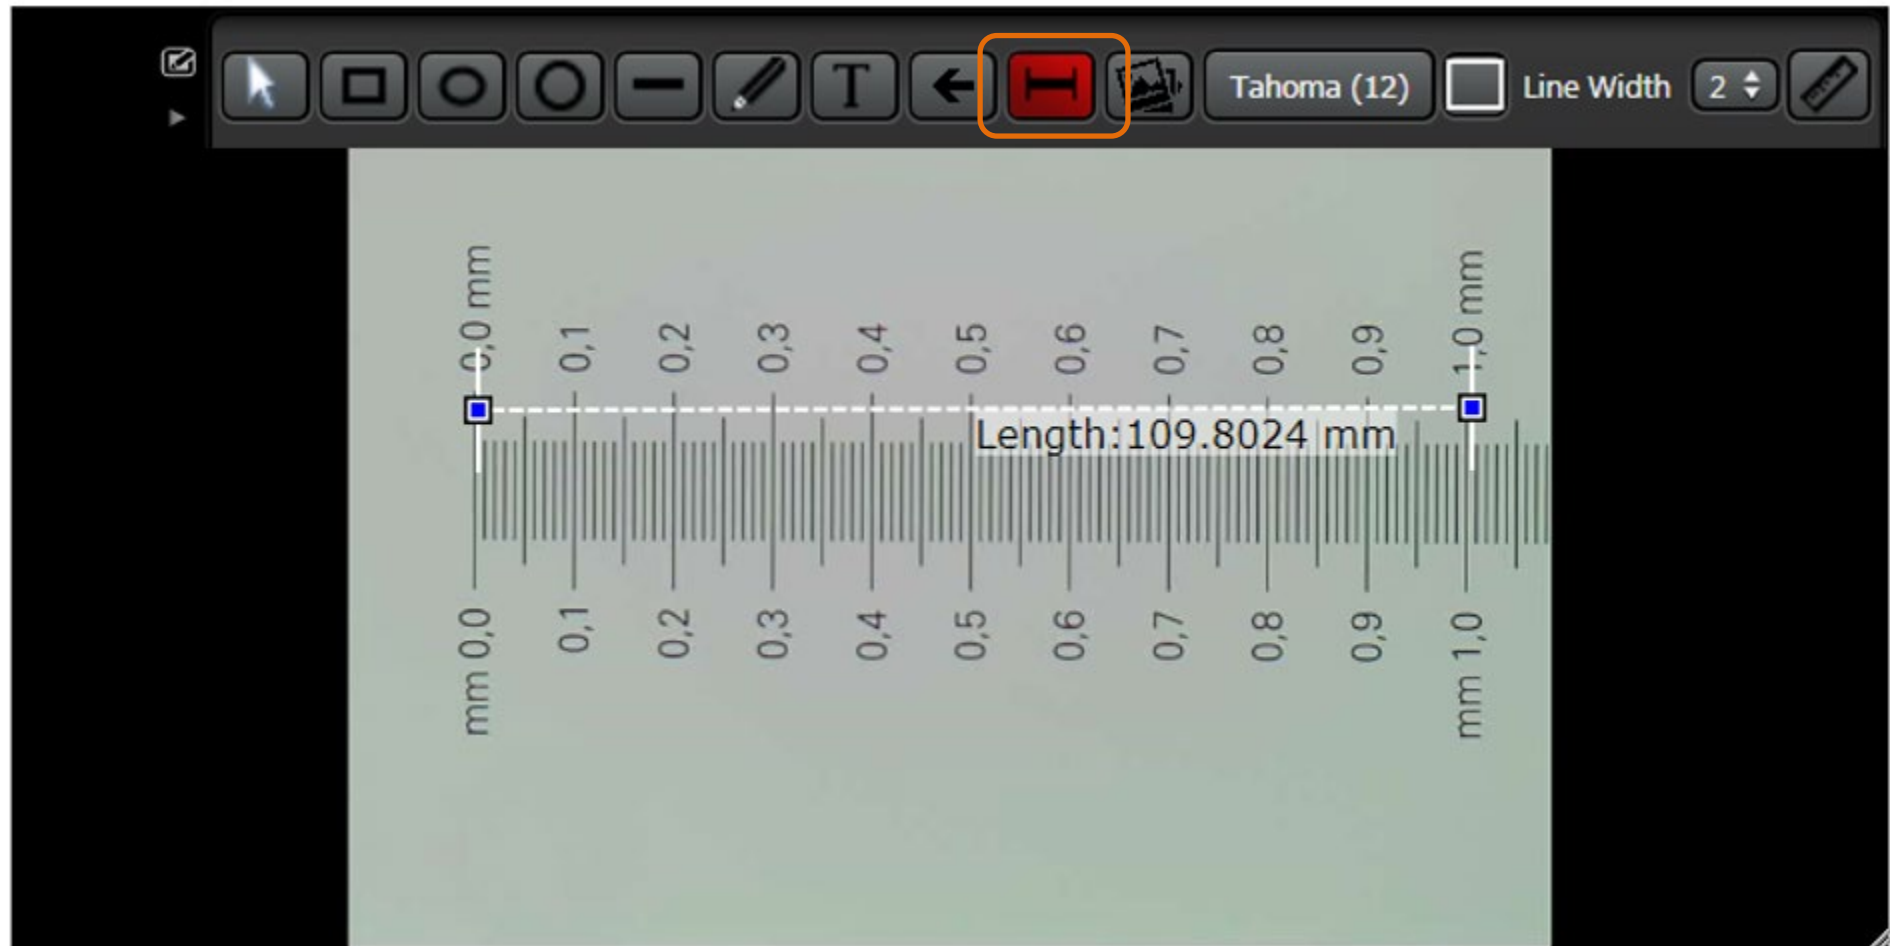 T Tahoma (12) Line Width 2
0,0 mm 0,1 0,2 0,3 0,4 0,5 0,6 0,7 0,8 0,9 1,0 mm
Length:109.8024 mm
mm 0,0 0,1 0,2 0,3 0,4 0,5 0,6 0,7 0,8 0,9 mm 1,0